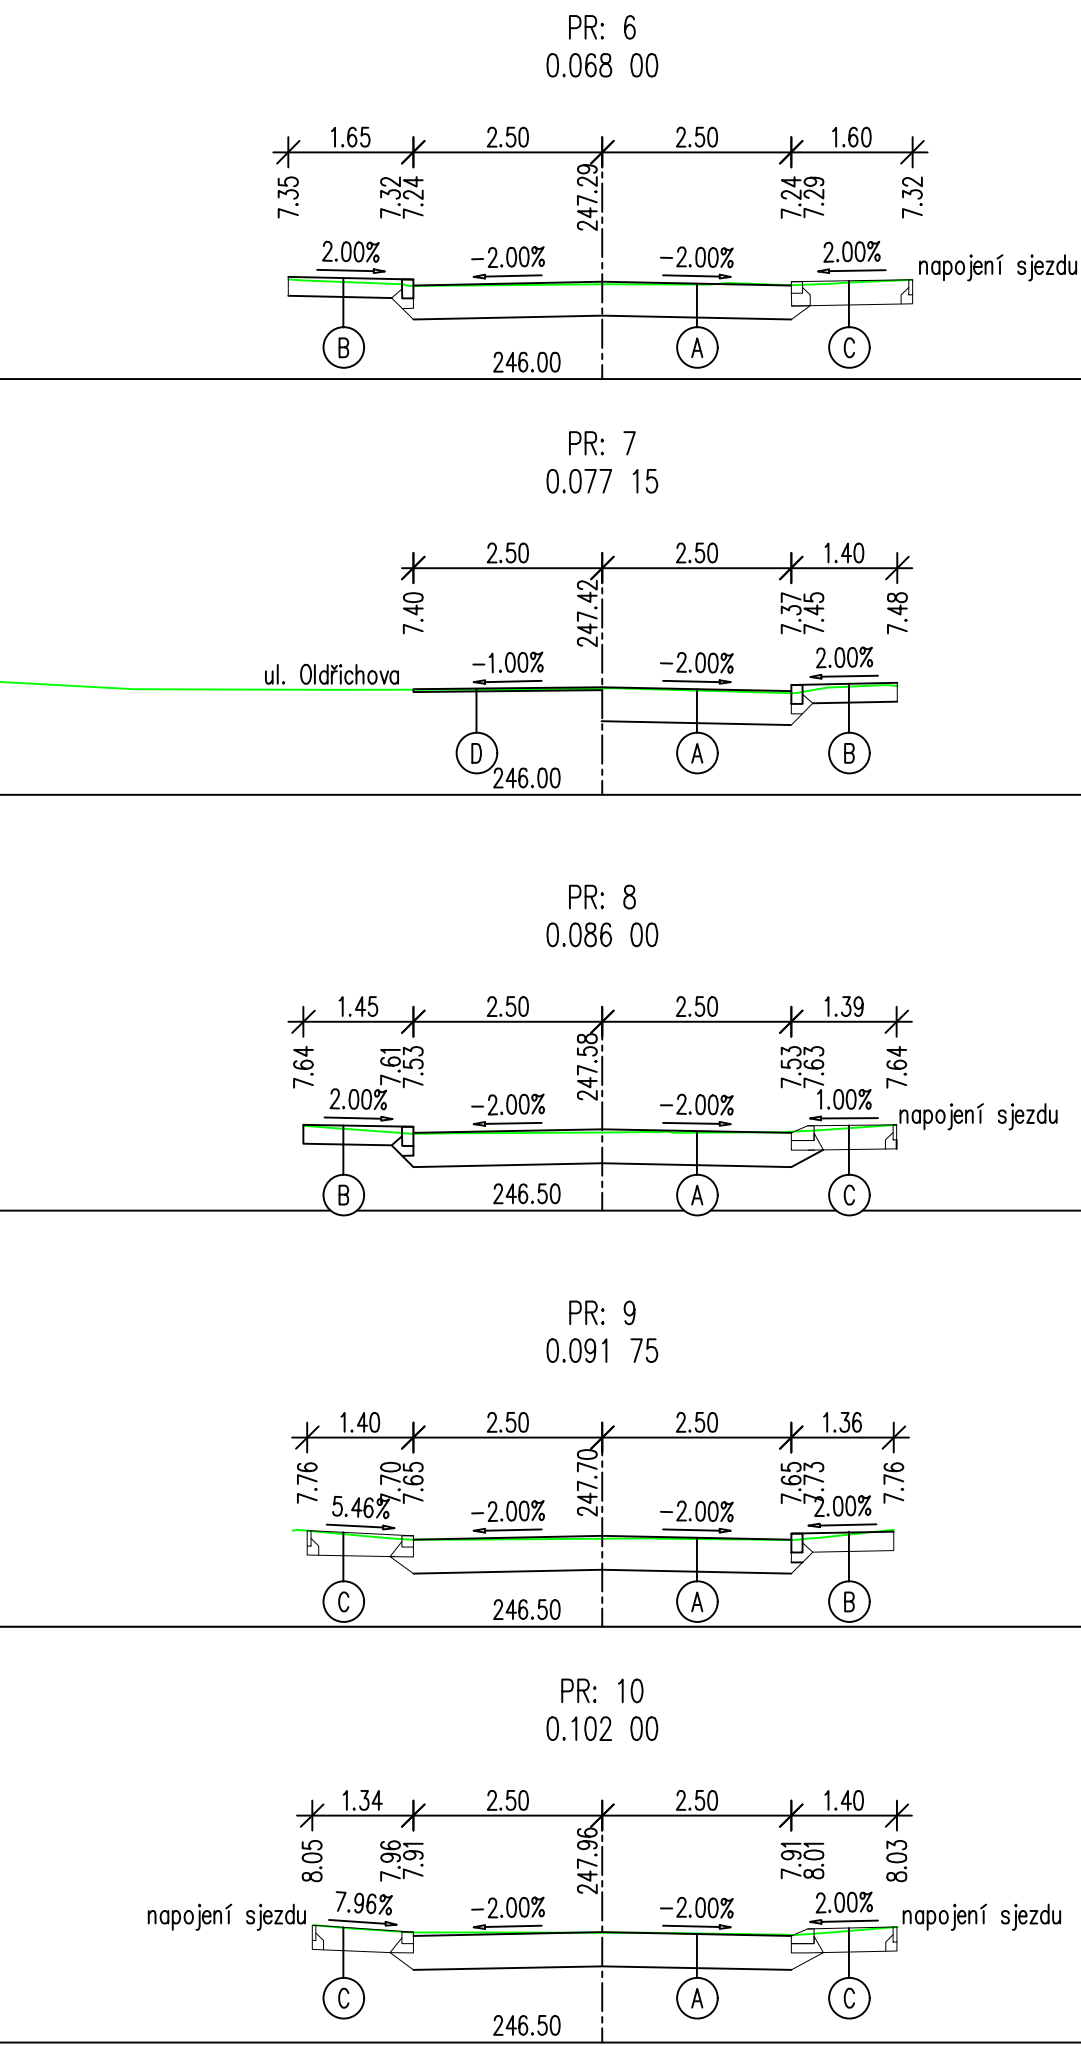 PR: 6
0.068 00
1.65 2.50 2.50 1.60
7.35 7.32 7.24 247.29 7.24 7.29 7.32
2.00% -2.00% -2.00% 2.00% napojení sjezdu
B A C
246.00
PR: 7
0.077 15
2.50 2.50 1.40
7.40 247.42 7.37 7.45 7.48
ul. Oldřichova -1.00% -2.00% 2.00%
D A B
246.00
PR: 8
0.086 00
1.45 2.50 2.50 1.39
7.64 7.61 7.53 247.58 7.53 7.63 7.64
2.00% -2.00% -2.00% 1.00% napojení sjezdu
B 246.50 A C
PR: 9
0.091 75
1.40 2.50 2.50 1.36
7.76 7.70 7.65 247.70 7.65 7.73 7.76
5.46% -2.00% -2.00% 2.00%
C 246.50 A B
PR: 10
0.102 00
1.34 2.50 2.50 1.40
8.05 7.96 7.91 247.96 7.91 8.01 8.03
napojení sjezdu 7.96% -2.00% -2.00% 2.00% napojení sjezdu
C A C
246.50